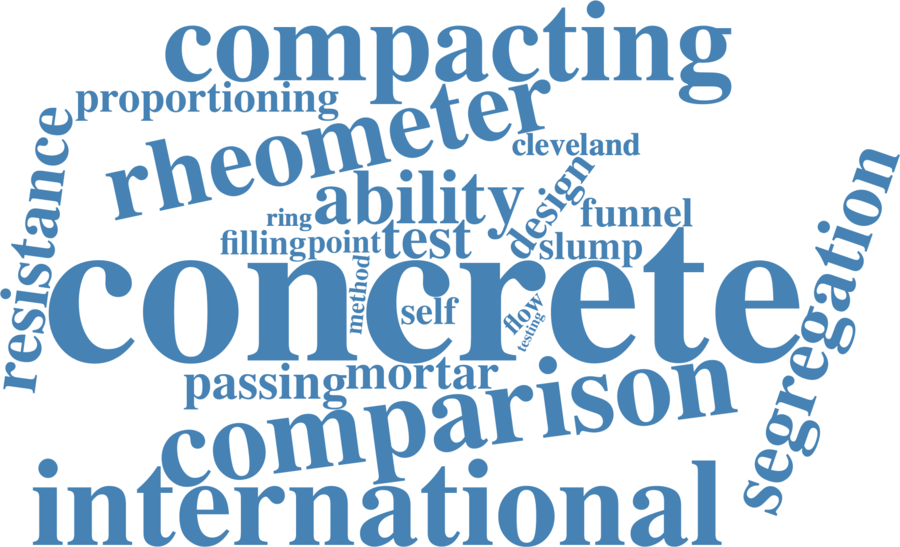 compacting
proportioning
rheometer
cleveland
resistance
ability
design
ring
funnel
filling
point
test
slump
segregation
concrete
method
self
flow
testing
passing
mortar
comparison
international